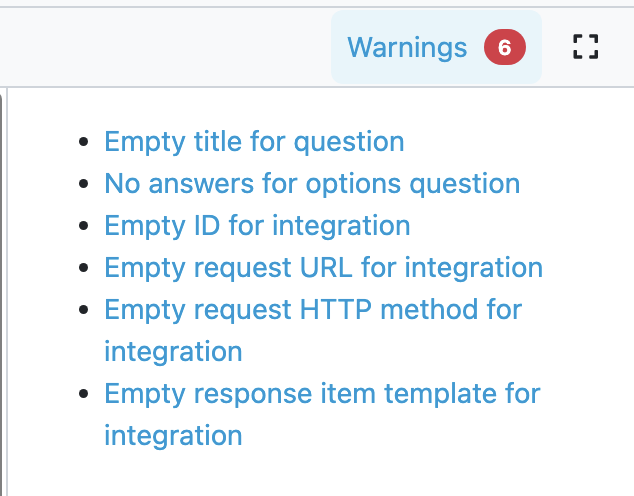 Warnings 6
Empty title for question
No answers for options question
Empty ID for integration
Empty request URL for integration
Empty request HTTP method for
integration
Empty response item template for
integration